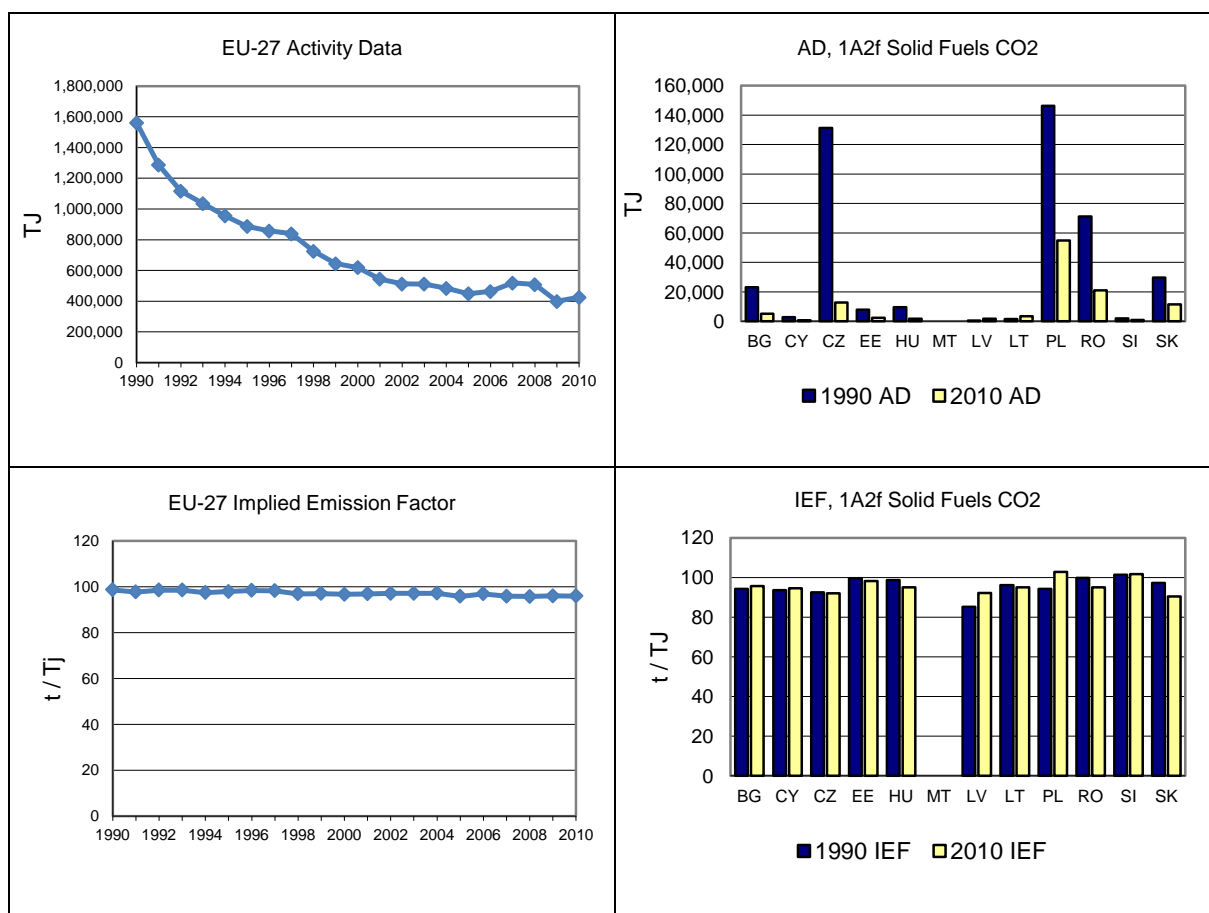 EU-27 Activity Data
1,800,000
1,600,000
1,400,000
1,200,000
1,000,000
800,000
600,000
400,000
200,000
0
TJ
1990 1992 1994 1996 1998 2000 2002 2004 2006 2008 2010
AD, 1A2f Solid Fuels CO2
160,000
140,000
120,000
100,000
80,000
60,000
40,000
20,000
0
TJ
BG CY CZ EE HU MT LV LT PL RO SI SK
1990 AD 2010 AD
EU-27 Implied Emission Factor
120
100
80
60
40
20
0
t / Tj
1990 1992 1994 1996 1998 2000 2002 2004 2006 2008 2010
IEF, 1A2f Solid Fuels CO2
120
100
80
60
40
20
0
t / TJ
BG CY CZ EE HU MT LV LT PL RO SI SK
1990 IEF 2010 IEF